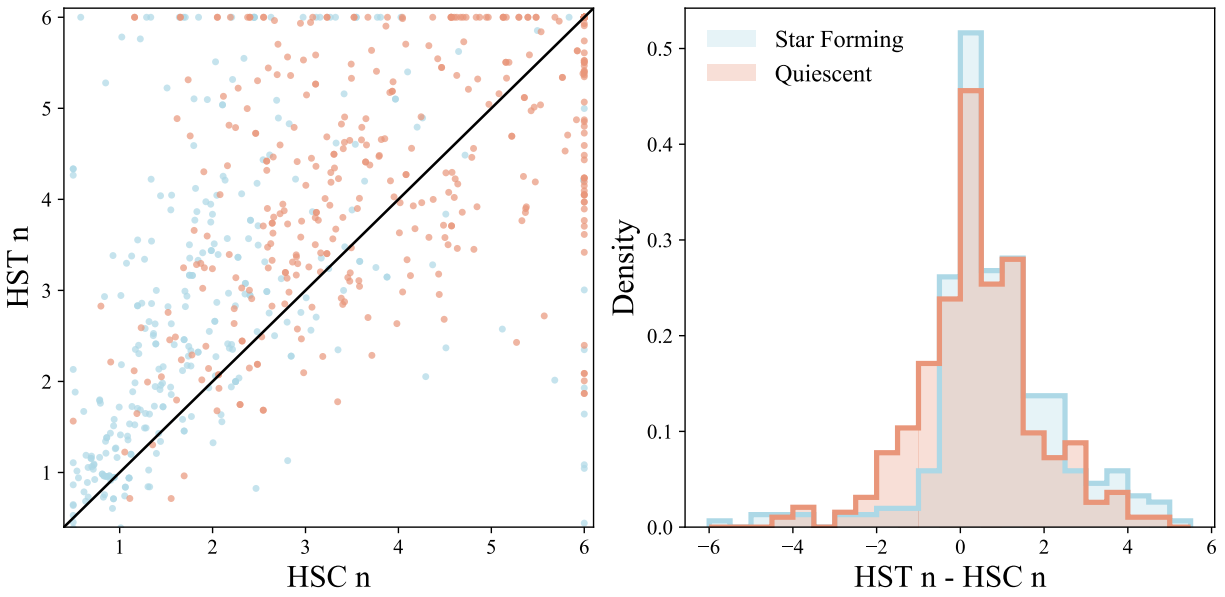 6
5
4
3
2
1
HST n
1 2 3 4 5 6
HSC n
Star Forming
Quiescent
0.5
0.4
0.3
0.2
0.1
0.0
Density
−6 −4 −2 0 2 4 6
HST n - HSC n